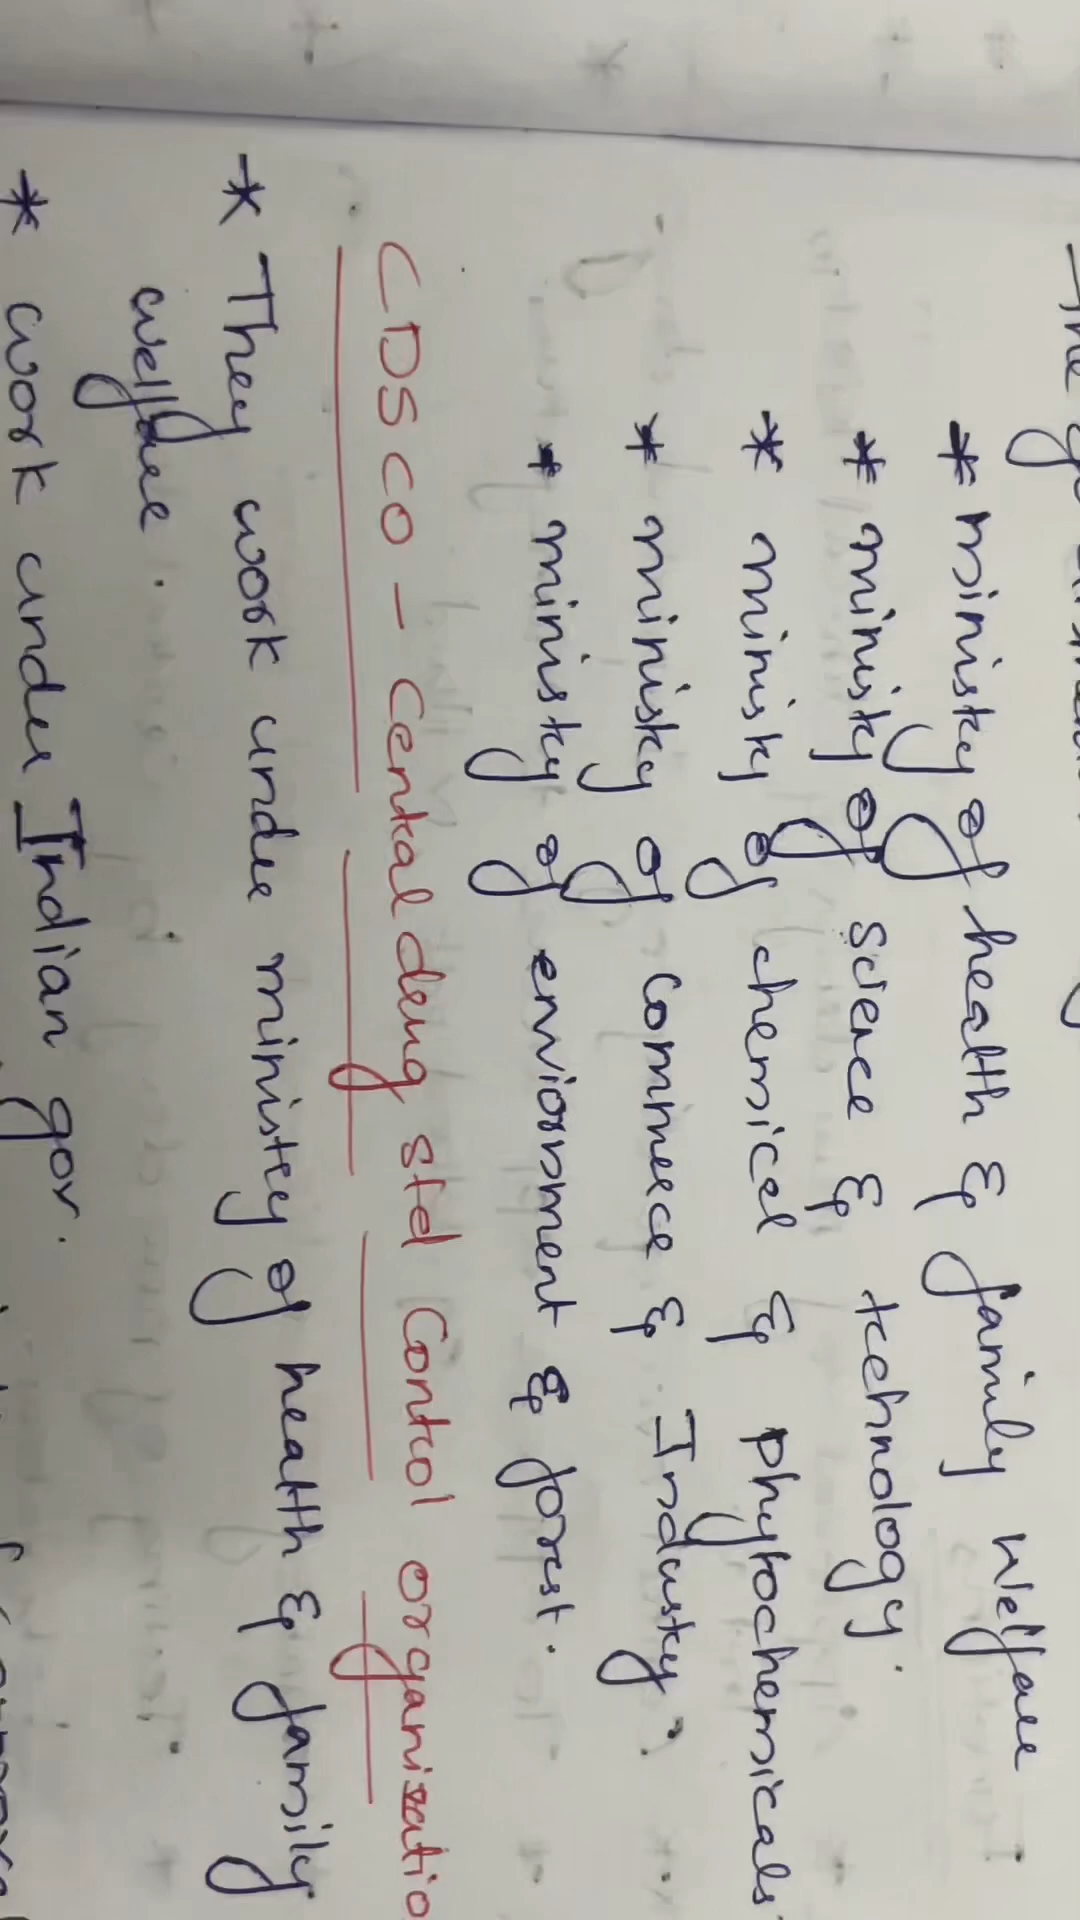 * ministry of health & family welfare
* ministry of science & technology.
* ministry of chemical & phytochemicals
* ministry of commerce & Industry.
* ministry of enviornment & forest.
CDSCO - Central drug std Control organisatio
* They work under ministry of health & family
welfare.
* work under Indian gov.